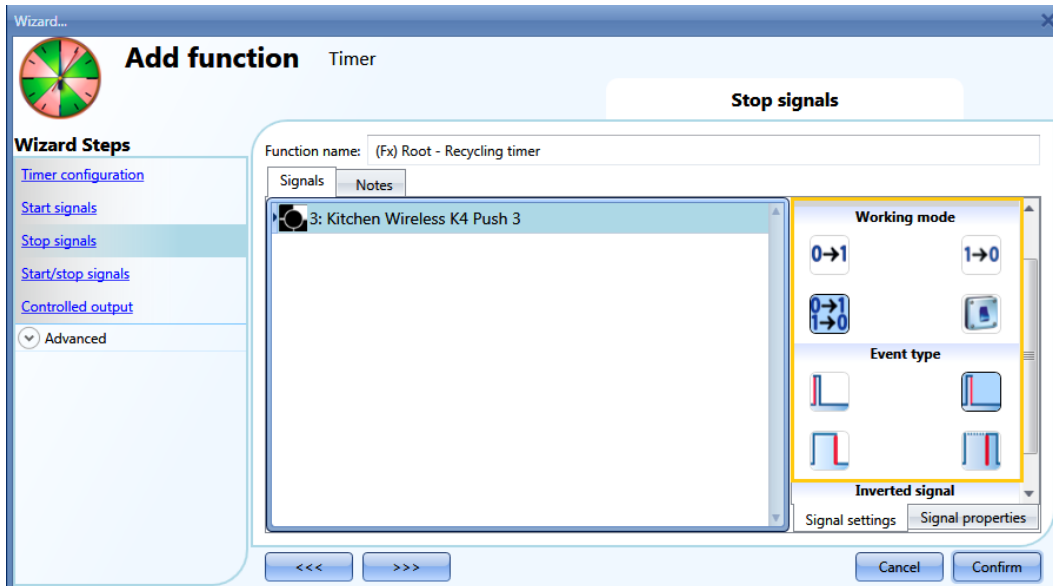 Wizard...
Add function Timer
Stop signals
Wizard Steps
Timer configuration
Start signals
Stop signals
Start/stop signals
Controlled output
Advanced
Function name: (Fx) Root - Recycling timer
Signals Notes
3: Kitchen Wireless K4 Push 3
Working mode
0→1 1→0
0→1
1→0
Event type
Inverted signal
Signal settings Signal properties
<<< >>> Cancel Confirm